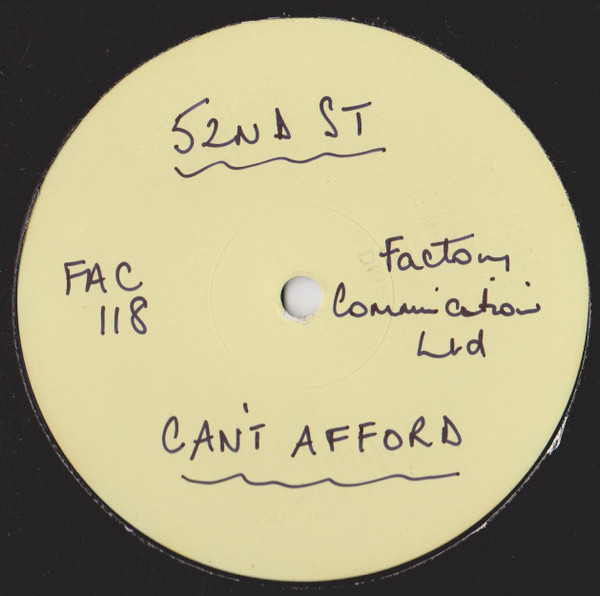 52ND ST
FAC
118
Factory
Communications
Ltd
CAN'T AFFORD